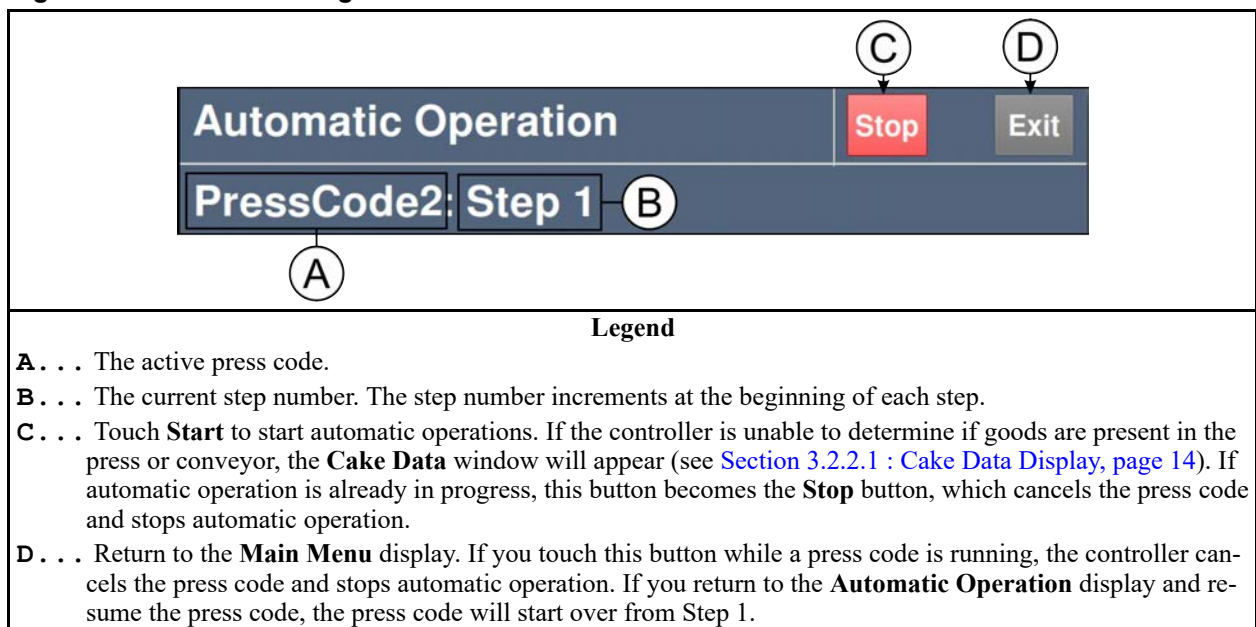 C D
Automatic Operation Stop Exit
PresssCode2: Step 1 B
A
Legend
A... The active press code.
B... The current step number. The step number increments at the beginning of each step.
C... Touch Start to start automatic operations. If the controller is unable to determine if goods are present in the
press or conveyor, the Cake Data window will appear (see Section 3.2.2.1 : Cake Data Display, page 14). If
automatic operation is already in progress, this button becomes the Stop button, which cancels the press code
and stops automatic operation.
D... Return to the Main Menu display. If you touch this button while a press code is running, the controller can-
cels the press code and stops automatic operation. If you return to the Automatic Operation display and re-
sume the press code, the press code will start over from Step 1.